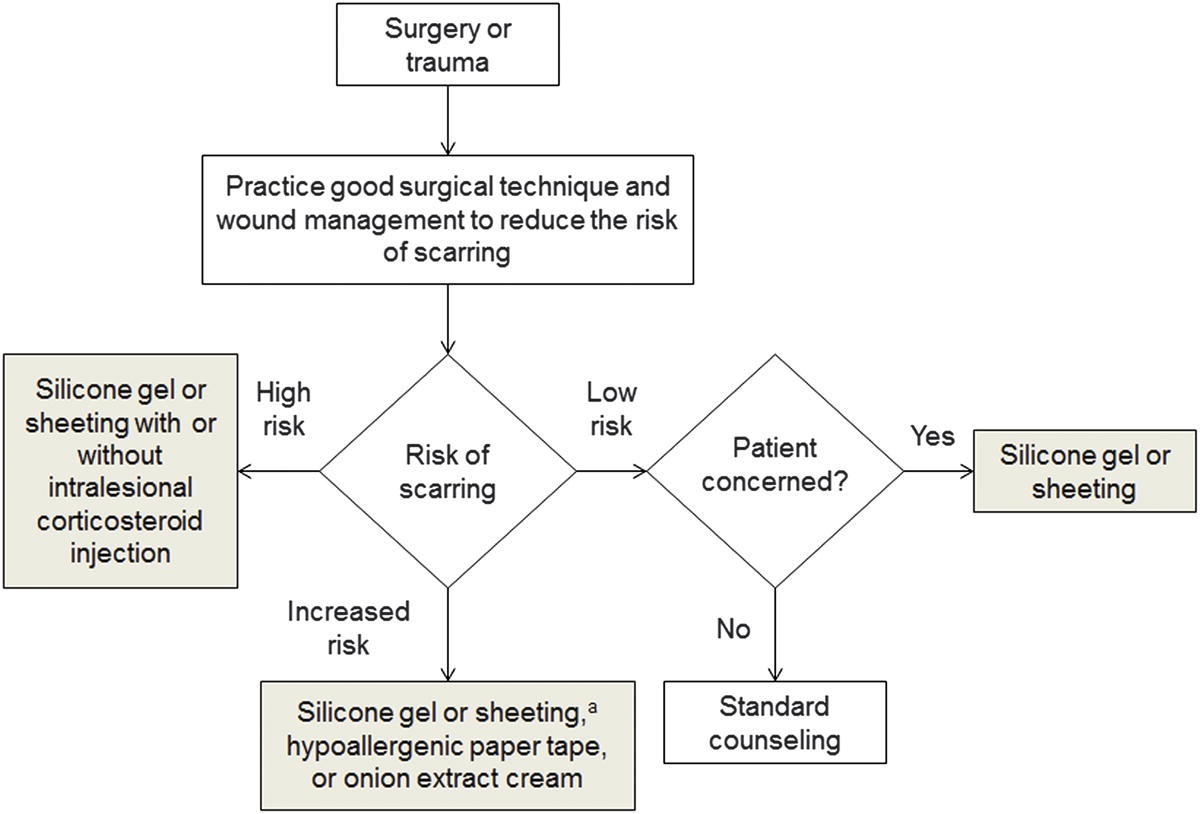 Surgery or
trauma
Practice good surgical technique and
wound management to reduce the risk
of scarring
Silicone gel or
sheeting with or
without
intralesional
corticosteroid
injection
High
risk
Risk of
scarring
Low
risk
Patient
concerned?
Yes
Silicone gel or
sheeting
Increased
risk
No
Silicone gel or sheeting,ᵃ
hypoallergenic paper tape,
or onion extract cream
Standard
counseling